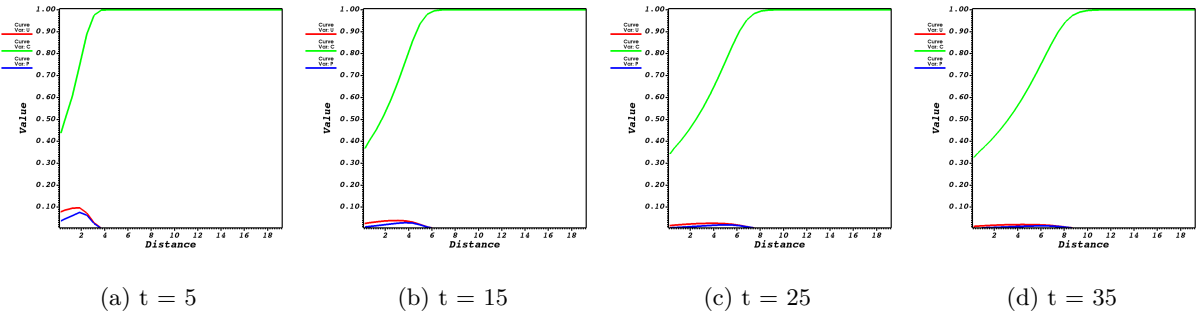 Curve
Var: U
Curve
Var: C
Curve
Var: P
Value
1.00
0.90
0.80
0.70
0.60
0.50
0.40
0.30
0.20
0.10
2 4 6 8 10 12 14 16 18
Distance
(a) t = 5
Curve
Var: U
Curve
Var: C
Curve
Var: P
Value
1.00
0.90
0.80
0.70
0.60
0.50
0.40
0.30
0.20
0.10
2 4 6 8 10 12 14 16 18
Distance
(b) t = 15
Curve
Var: U
Curve
Var: C
Curve
Var: P
Value
1.00
0.90
0.80
0.70
0.60
0.50
0.40
0.30
0.20
0.10
2 4 6 8 10 12 14 16 18
Distance
(c) t = 25
Curve
Var: U
Curve
Var: C
Curve
Var: P
Value
1.00
0.90
0.80
0.70
0.60
0.50
0.40
0.30
0.20
0.10
2 4 6 8 10 12 14 16 18
Distance
(d) t = 35